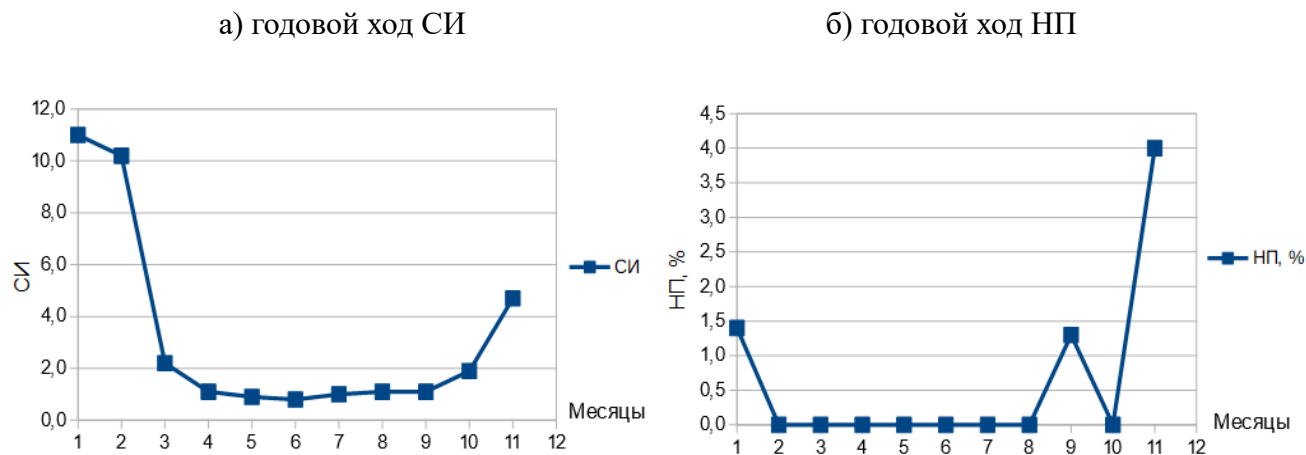 а) годовой ход СИ
б) годовой ход НП
12,0
10,0
8,0
6,0
4,0
2,0
0,0
СИ
1 2 3 4 5 6 7 8 9 10 11 12
Месяцы
СИ
4,5
4,0
3,5
3,0
2,5
2,0
1,5
1,0
0,5
0,0
НП, %
1 2 3 4 5 6 7 8 9 10 11 12
Месяцы
НП, %